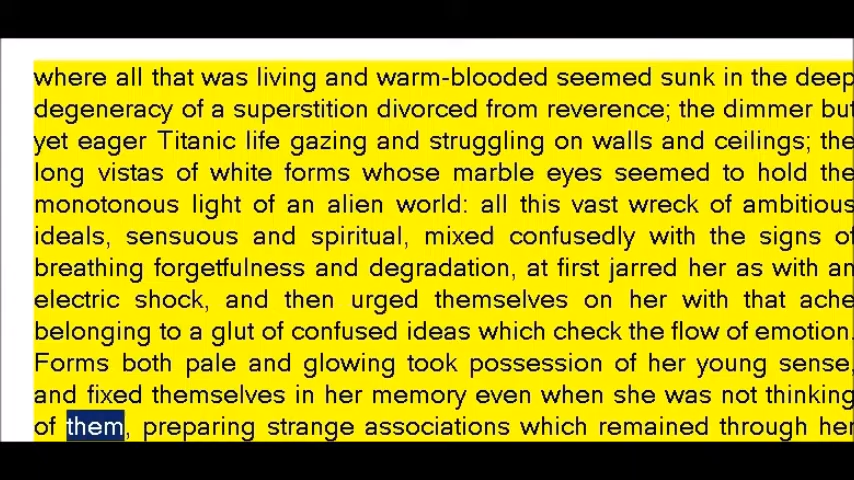 where all that was living and warm-blooded seemed sunk in the deep
degeneracy of a superstition divorced from reverence; the dimmer but
yet eager Titanic life gazing and struggling on walls and ceilings; the
long vistas of white forms whose marble eyes seemed to hold the
monotonous light of an alien world: all this vast wreck of ambitious
ideals, sensuous and spiritual, mixed confusedly with the signs of
breathing forgetfulness and degradation, at first jarred her as with an
electric shock, and then urged themselves on her with that ache
belonging to a glut of confused ideas which check the flow of emotion.
Forms both pale and glowing took possession of her young sense,
and fixed themselves in her memory even when she was not thinking
of them, preparing strange associations which remained through her